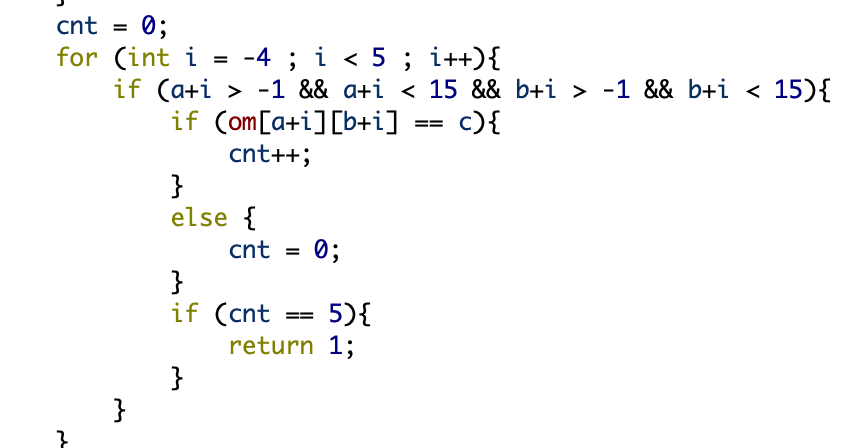 }
cnt = 0;
for (int i = -4 ; i < 5 ; i++){
if (a+i > -1 && a+i < 15 && b+i > -1 && b+i < 15){
if (om[a+i][b+i] == c){
cnt++;
}
else {
cnt = 0;
}
if (cnt == 5){
return 1;
}
}
}